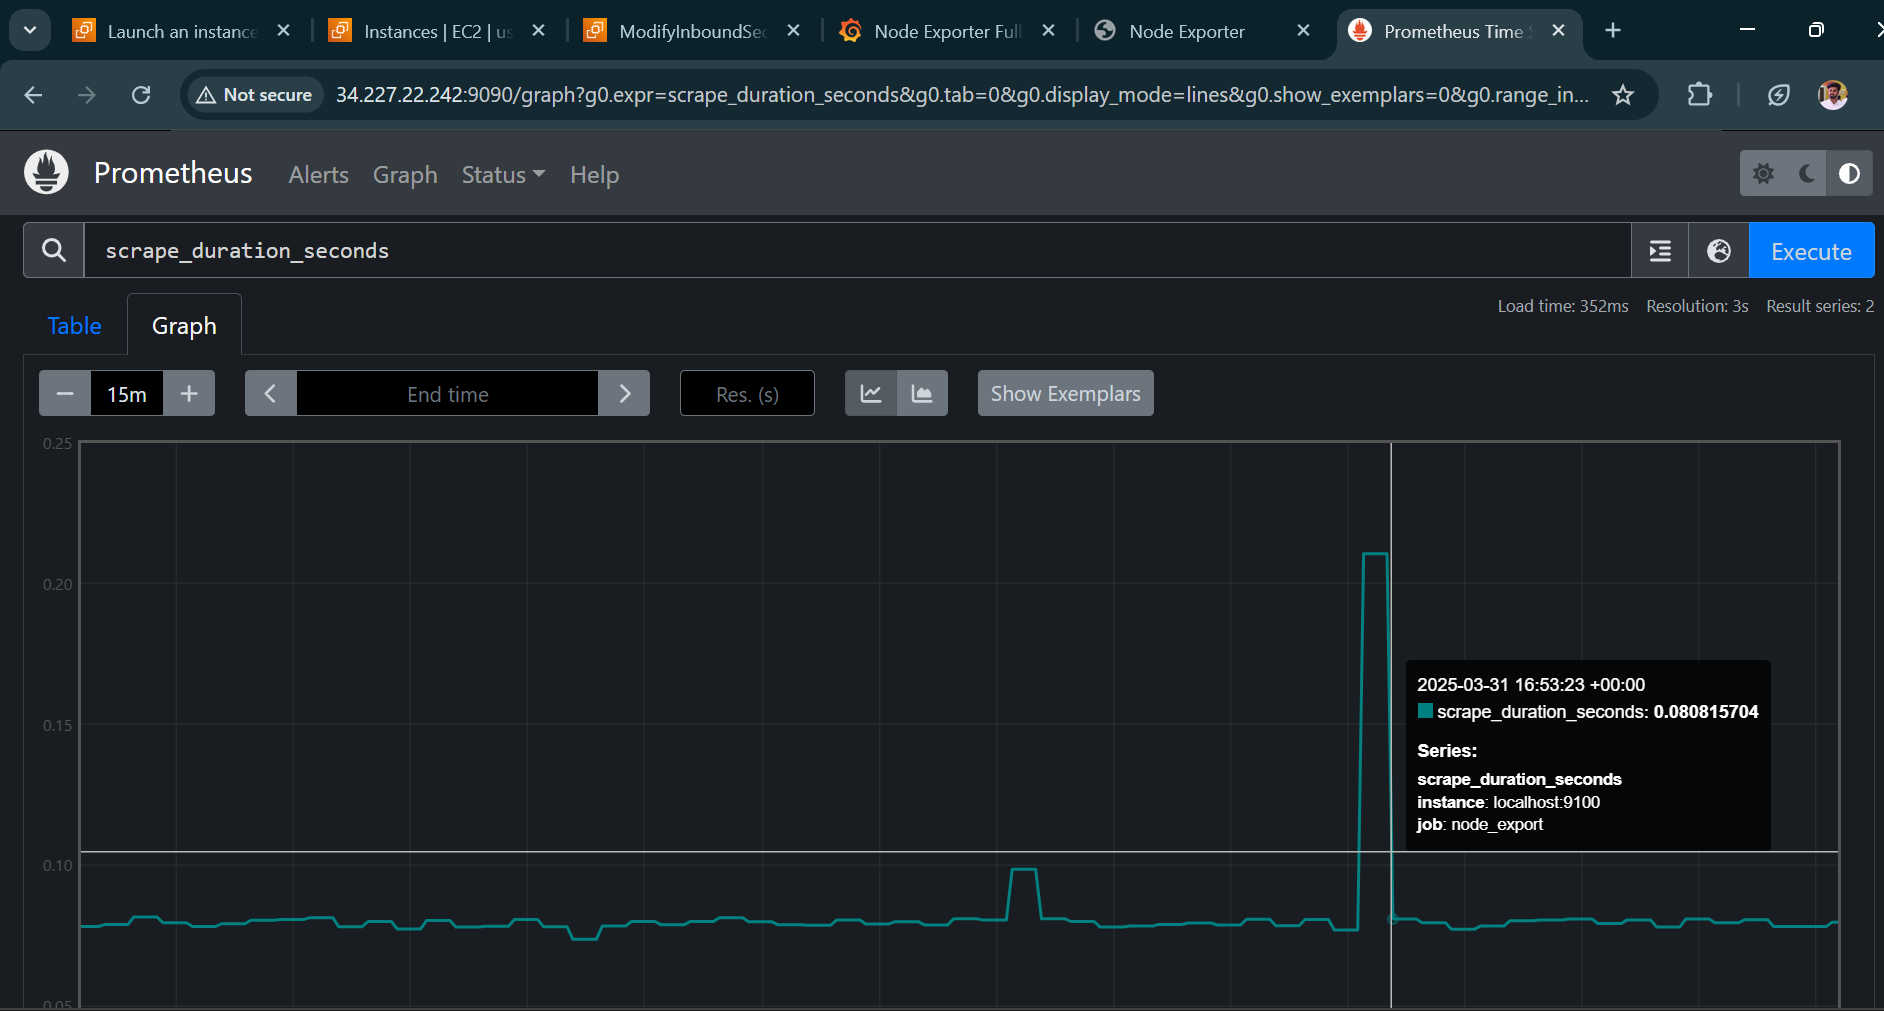 Launch an instance
Instances | EC2 | us
ModifyInboundSec
Node Exporter Full
Node Exporter
Prometheus Time S
Not secure
34.227.22.242:9090/graph?g0.expr=scrape_duration_seconds&g0.tab=0&g0.display_mode=lines&g0.show_exemplars=0&g0.range_in...
Prometheus
Alerts
Graph
Status
Help
scrape_duration_seconds
Execute
Load time: 352ms
Resolution: 3s
Result series: 2
Table
Graph
15m
End time
Res. (s)
Show Exemplars
0.25
0.20
0.15
0.10
0.05
2025-03-31 16:53:23 +00:00
scrape_duration_seconds: 0.080815704
Series:
scrape_duration_seconds
instance: localhost:9100
job: node_export